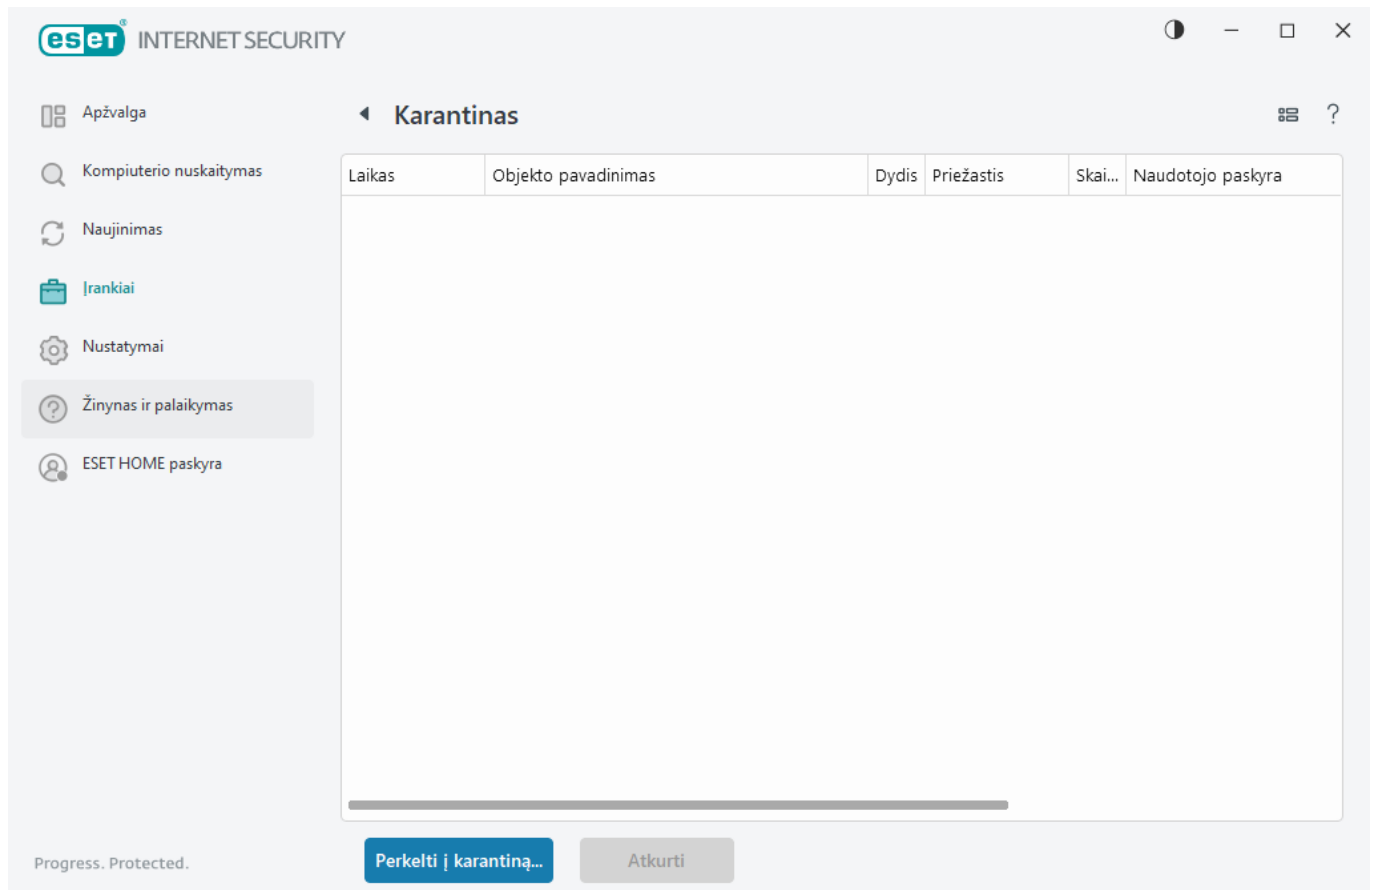 eset® INTERNET SECURITY
Apžvalga
Kompiuterio nuskaitymas
Naujinimas
Įrankiai
Nustatymai
Žinynas ir palaikymas
ESET HOME paskyra
Progress. Protected.
Karantinas
?
Laikas Objekto pavadinimas Dydis Priežastis Skai... Naudotojo paskyra
Perkelti į karantiną... Atkurti